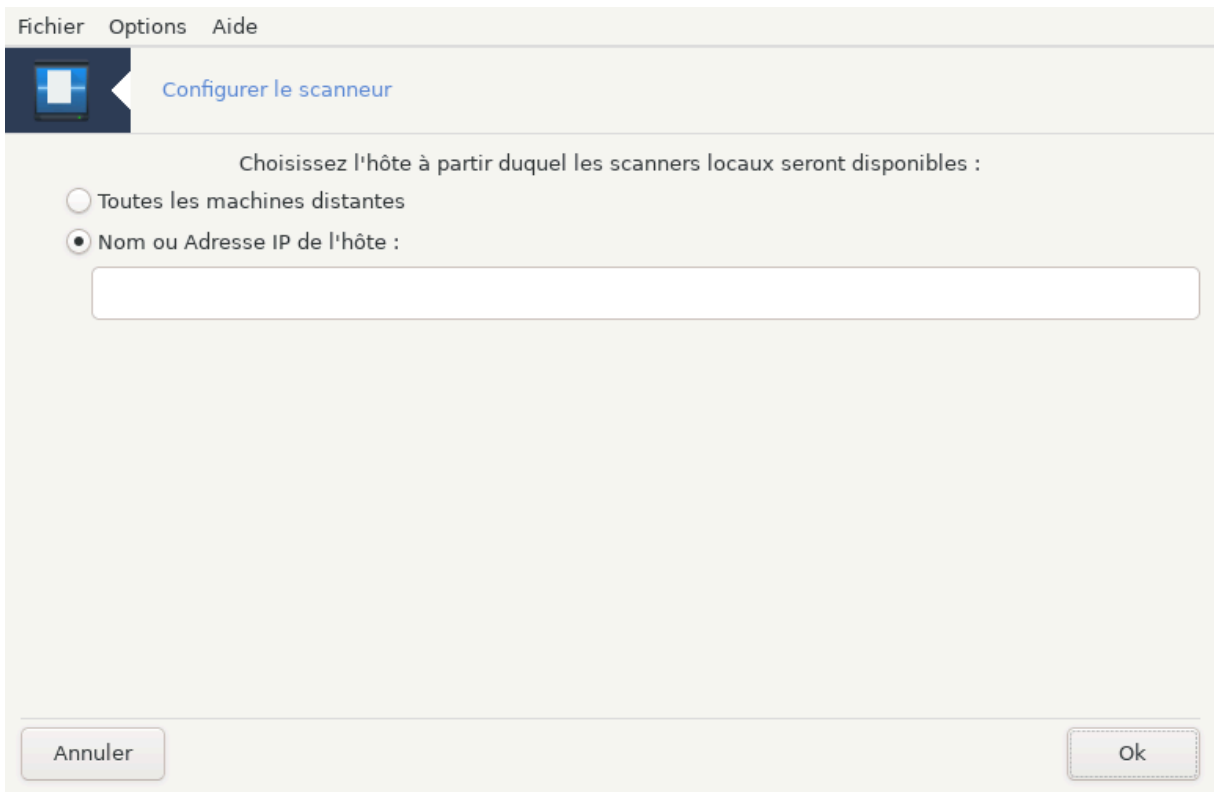 Fichier Options Aide
Configurer le scanneur
Choisissez l'hôte à partir duquel les scanners locaux seront disponibles :
Toutes les machines distantes
Nom ou Adresse IP de l'hôte :
Annuler Ok